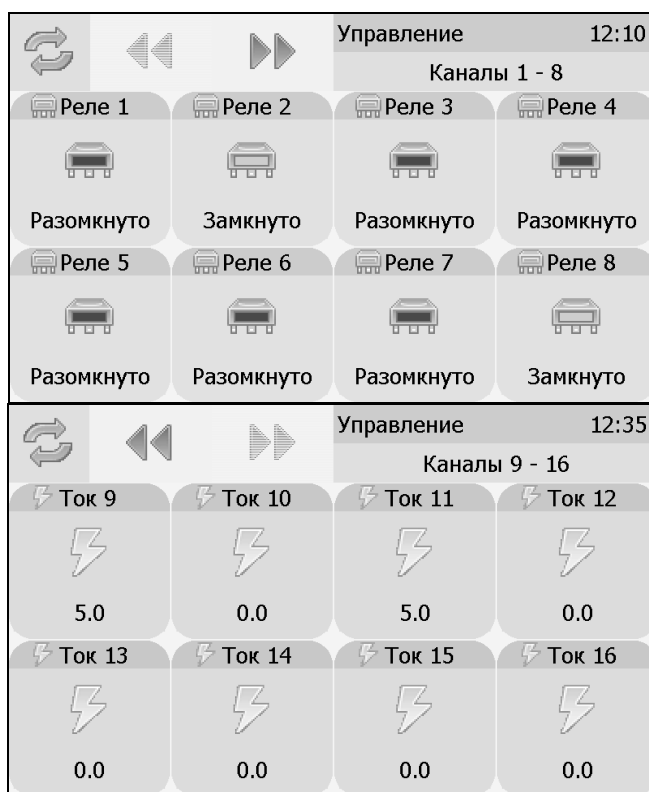 Управление 12:10
Каналы 1 - 8
Реле 1 Реле 2 Реле 3 Реле 4
Разомкнуто Замкнуто Разомкнуто Разомкнуто
Реле 5 Реле 6 Реле 7 Реле 8
Разомкнуто Разомкнуто Разомкнуто Замкнуто
Управление 12:35
Каналы 9 - 16
Ток 9 Ток 10 Ток 11 Ток 12
5.0 0.0 5.0 0.0
Ток 13 Ток 14 Ток 15 Ток 16
0.0 0.0 0.0 0.0